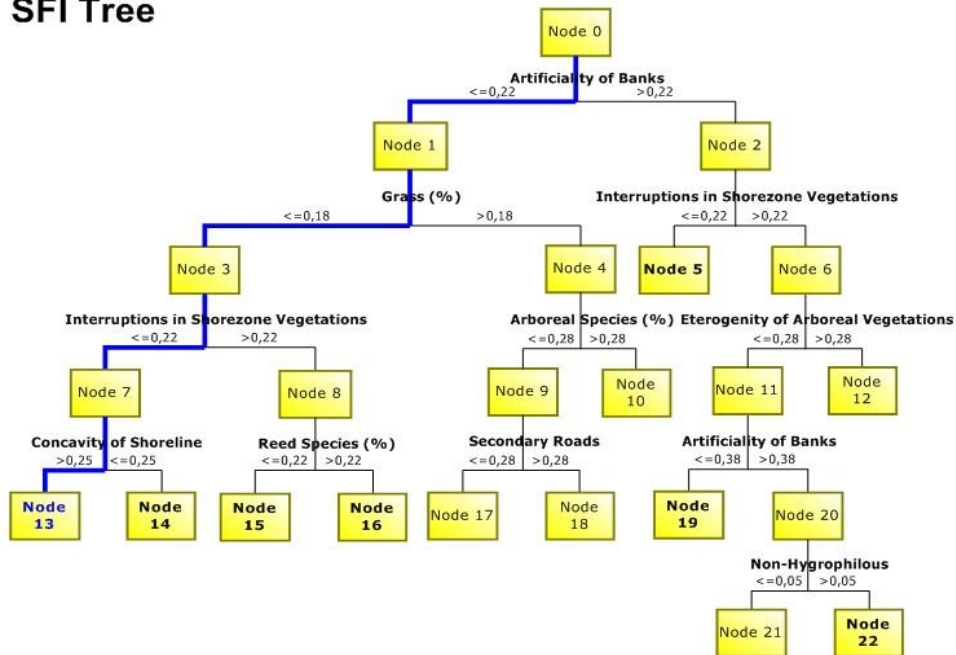 SFI Tree
Node 0
Artificiality of Banks
<=0,22 >0,22
Node 1 Node 2
Grass (%) Interruptions in Shorezone Vegetations
<=0,18 >0,18 <=0,22 >0,22
Node 3 Node 4 Node 5 Node 6
Interruptions in Shorezone Vegetations Arboreal Species (%) Eterogenity of Arboreal Vegetations
<=0,22 >0,22 <=0,28 >0,28 <=0,28 >0,28
Node 7 Node 8 Node 9 Node 10 Node 11 Node 12
Concavity of Shoreline Reed Species (%) Secondary Roads Artificiality of Banks
>0,25 <=0,25 <=0,22 >0,22 <=0,28 >0,28 <=0,38 >0,38
Node 13 Node 14 Node 15 Node 16 Node 17 Node 18 Node 19 Node 20
Non-Hygrophilous
<=0,05 >0,05
Node 21 Node 22